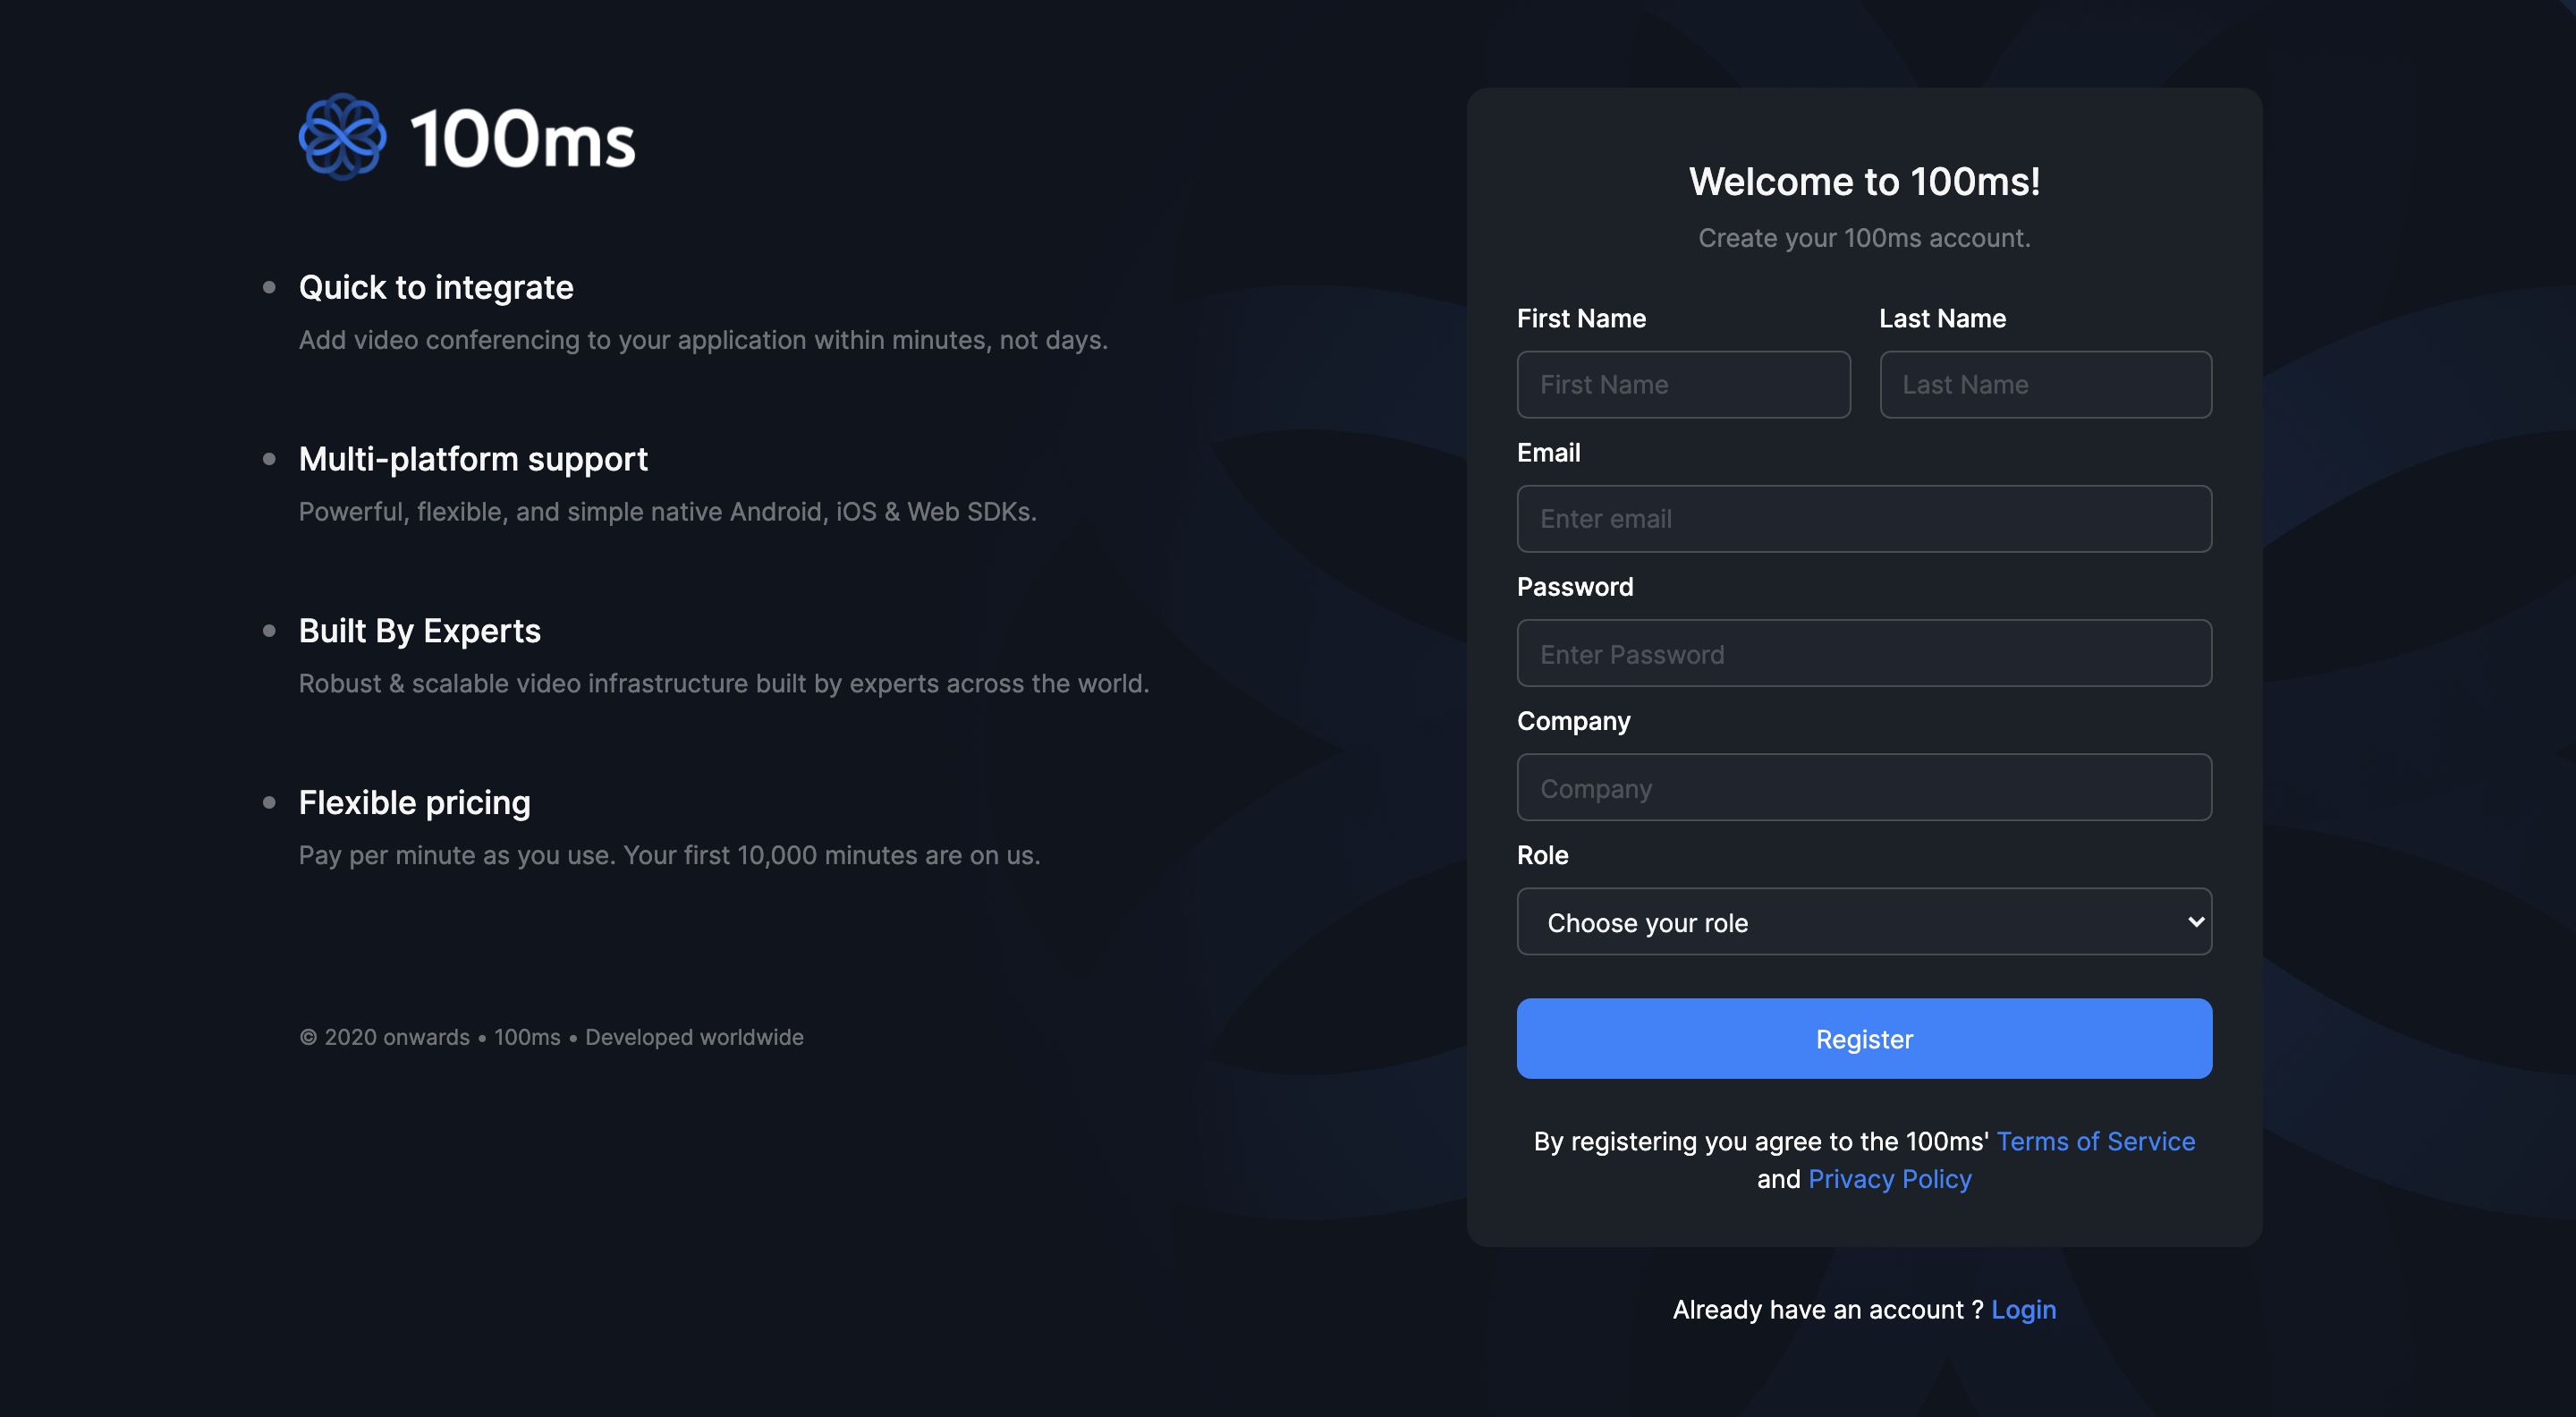 100ms
Quick to integrate
Add video conferencing to your application within minutes, not days.
Multi-platform support
Powerful, flexible, and simple native Android, iOS & Web SDKs.
Built By Experts
Robust & scalable video infrastructure built by experts across the world.
Flexible pricing
Pay per minute as you use. Your first 10,000 minutes are on us.
© 2020 onwards • 100ms • Developed worldwide
Welcome to 100ms!
Create your 100ms account.
First Name Last Name
First Name Last Name
Email
Enter email
Password
Enter Password
Company
Company
Role
Choose your role
Register
By registering you agree to the 100ms' Terms of Service
and Privacy Policy
Already have an account ? Login